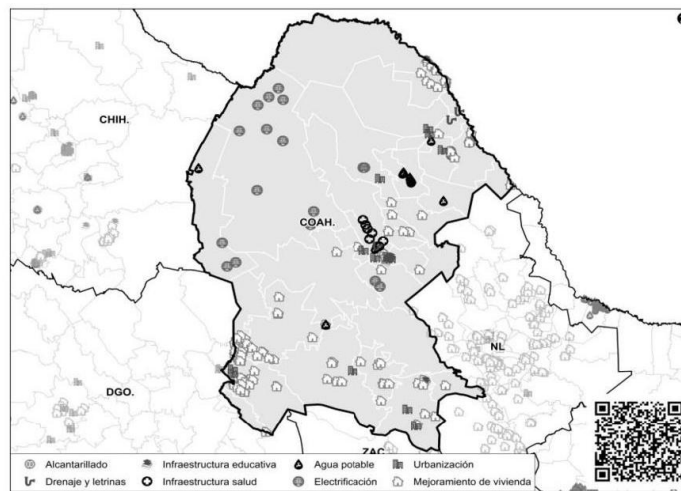 CHIH.
COAH.
NL
DGO.
ZAC.
Alcantarillado
Infraestructura educativa
Agua potable
Urbanización
Drenaje y letrinas
Infraestructura salud
Electrificación
Mejoramiento de vivienda